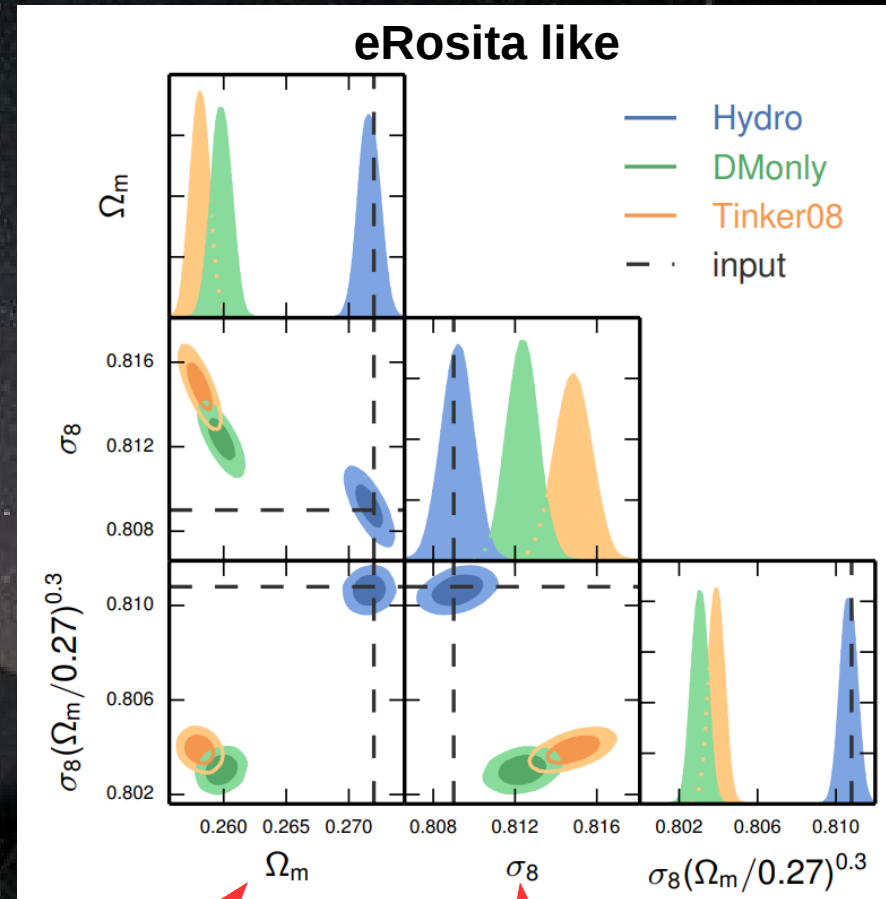 eRosita like
Hydro
DMonly
Tinker08
input
Ωₘ
σ₈
0.816
0.812
0.808
σ₈(Ωₘ/0.27)⁰·³
0.810
0.806
0.802
0.260 0.265 0.270 0.808 0.812 0.816 0.802 0.806 0.810
Ωₘ σ₈ σ₈(Ωₘ/0.27)⁰·³